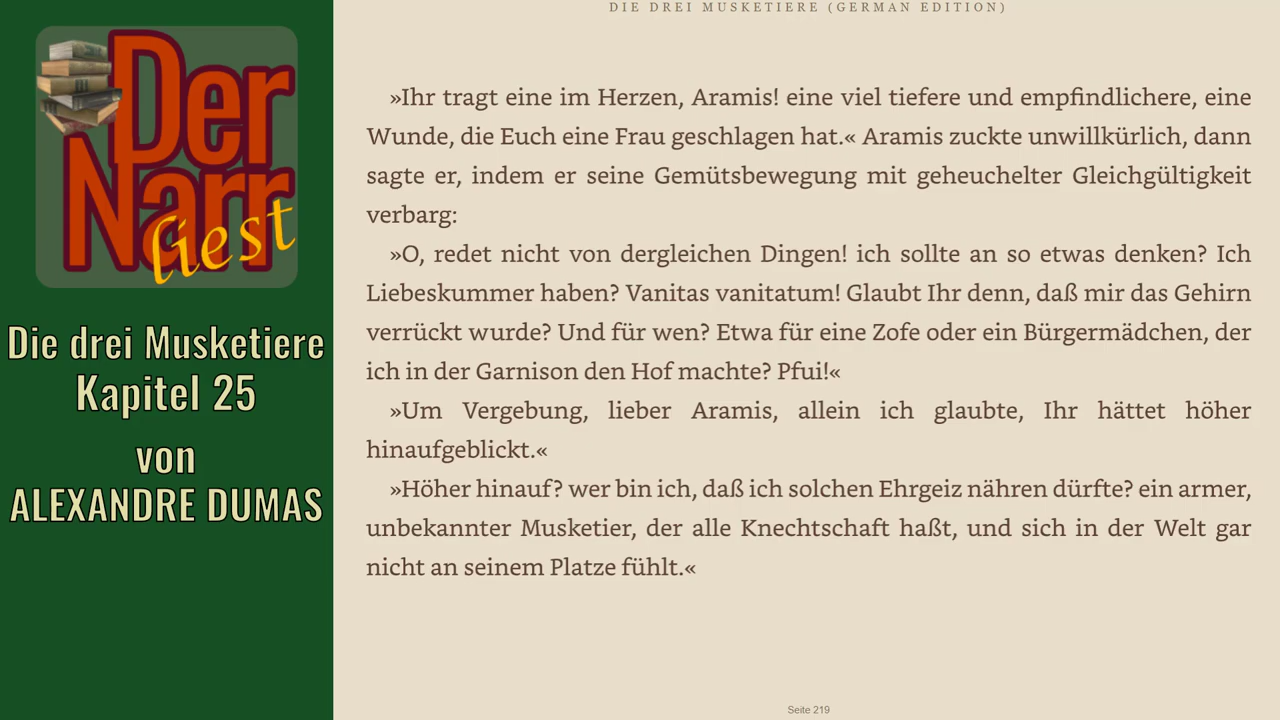 Der
Narr
liest
Die drei Musketiere
Kapitel 25
von
ALEXANDRE DUMAS
DIE DREI MUSKETIERE (GERMAN EDITION)
»Ihr tragt eine im Herzen, Aramis! eine viel tiefere und empfindlichere, eine
Wunde, die Euch eine Frau geschlagen hat.« Aramis zuckte unwillkürlich, dann
sagte er, indem er seine Gemütsbewegung mit geheuchelter Gleichgültigkeit
verbarg:
»O, redet nicht von dergleichen Dingen! ich sollte an so etwas denken? Ich
Liebeskummer haben? Vanitas vanitatum! Glaubt Ihr denn, daß mir das Gehirn
verrückt wurde? Und für wen? Etwa für eine Zofe oder ein Bürgermädchen, der
ich in der Garnison den Hof machte? Pfui!«
»Um Vergebung, lieber Aramis, allein ich glaubte, Ihr hättet höher
hinaufgeblickt.«
»Höher hinauf? wer bin ich, daß ich solchen Ehrgeiz nähren dürfte? ein armer,
unbekannter Musketier, der alle Knechtschaft haßt, und sich in der Welt gar
nicht an seinem Platze fühlt.«
Seite 219